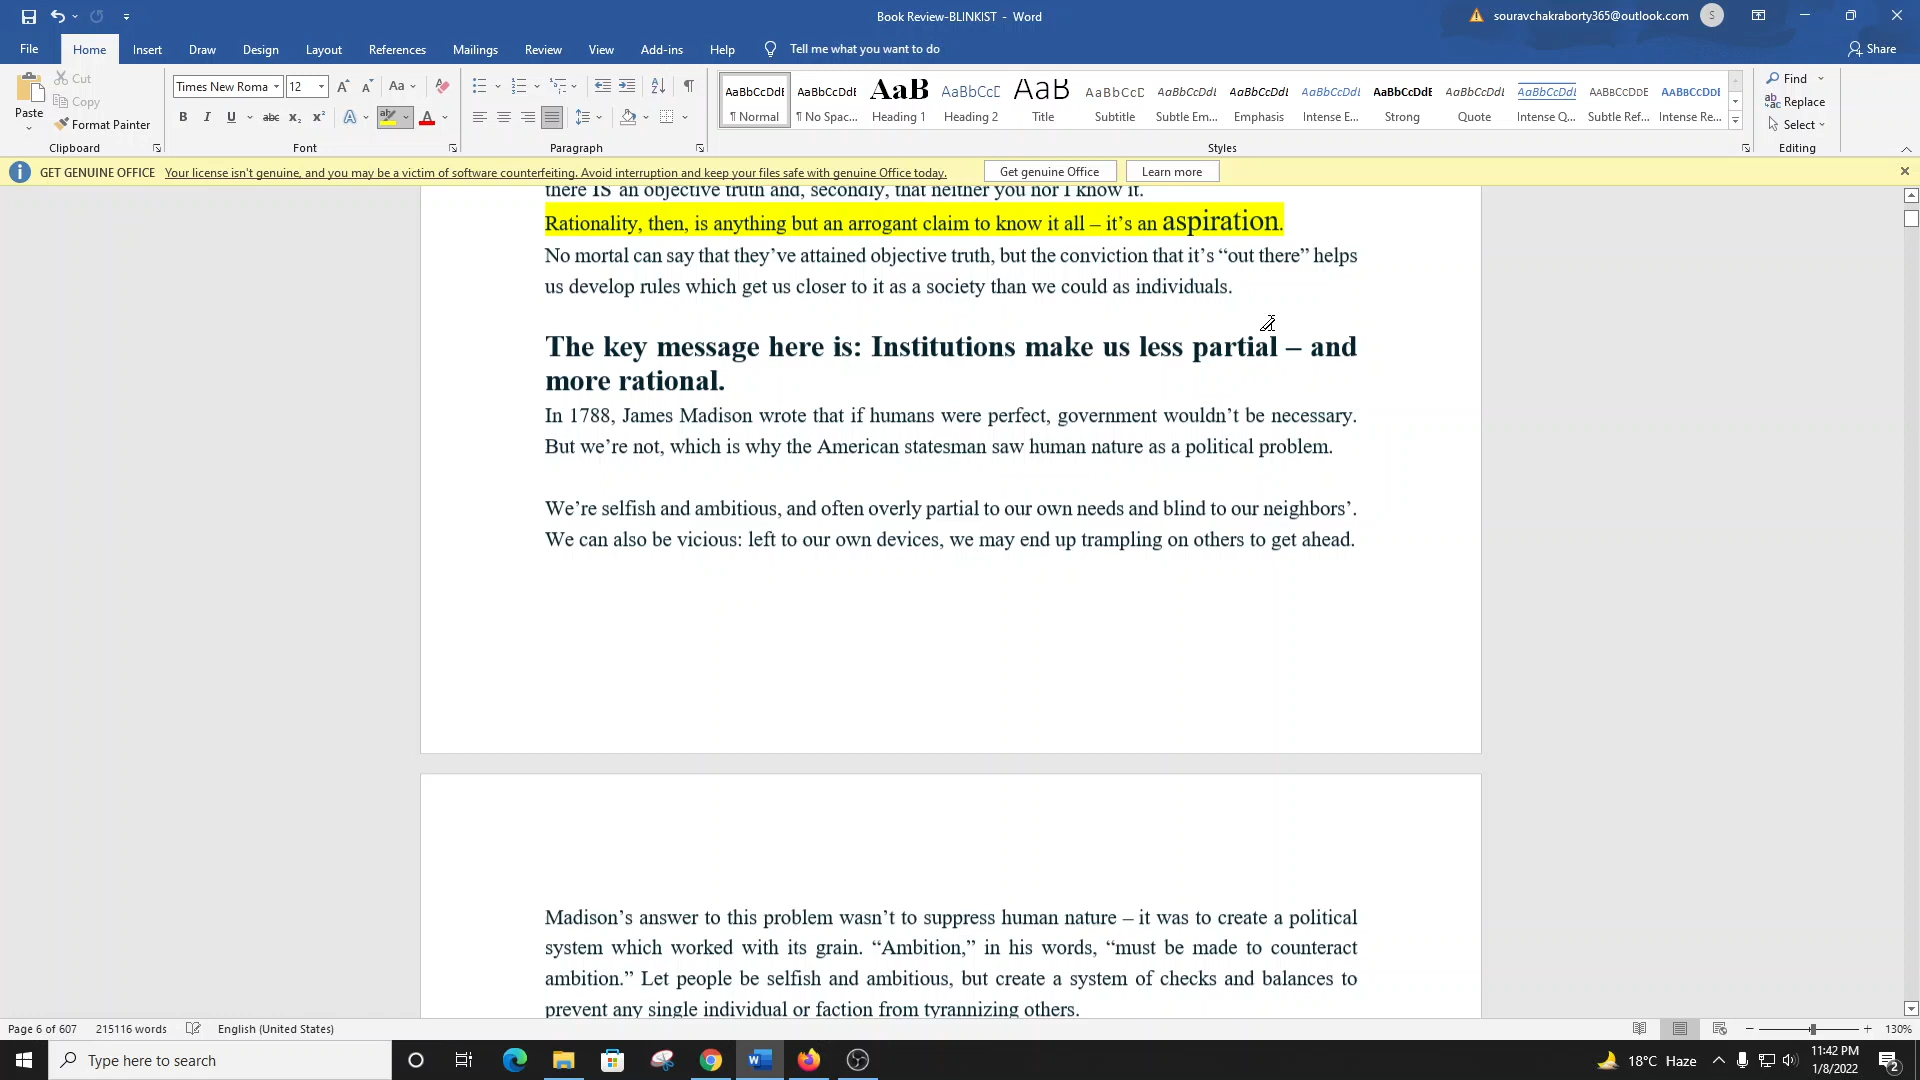 Book Review-BLINKIST - Word
souravchakraborty365@outlook.com
S
File Home Insert Draw Design Layout References Mailings Review View Add-ins Help Tell me what you want to do Share
Paste
Cut
Copy
Format Painter
Times New Roma 12
AaBbCcDdE AaBbCcDdE AaB AaBbCcD AaB AaBbCcD AaBbCcDdE AaBbCcDdE AaBbCcDdE AaBbCcDdE AaBbCcDdE AaBbCcDdE AABBCCDDE AABBCCDDE
¶ Normal ¶ No Spac... Heading 1 Heading 2 Title Subtitle Subtle Em... Emphasis Intense E... Strong Quote Intense Q... Subtle Ref... Intense Re...
Find
Replace
Select
Clipboard Font Paragraph Styles Editing
GET GENUINE OFFICE Your license isn't genuine, and you may be a victim of software counterfeiting. Avoid interruption and keep your files safe with genuine Office today. Get genuine Office Learn more
there IS an objective truth and, secondly, that neither you nor I know it.
Rationality, then, is anything but an arrogant claim to know it all – it’s an aspiration.
No mortal can say that they’ve attained objective truth, but the conviction that it’s “out there” helps
us develop rules which get us closer to it as a society than we could as individuals.
The key message here is: Institutions make us less partial – and
more rational.
In 1788, James Madison wrote that if humans were perfect, government wouldn’t be necessary.
But we’re not, which is why the American statesman saw human nature as a political problem.
We’re selfish and ambitious, and often overly partial to our own needs and blind to our neighbors’.
We can also be vicious: left to our own devices, we may end up trampling on others to get ahead.
Madison’s answer to this problem wasn’t to suppress human nature – it was to create a political
system which worked with its grain. “Ambition,” in his words, “must be made to counteract
ambition.” Let people be selfish and ambitious, but create a system of checks and balances to
prevent any single individual or faction from tyrannizing others.
Page 6 of 607 215116 words English (United States) 130%
Type here to search
18°C Haze
11:42 PM
1/8/2022
2